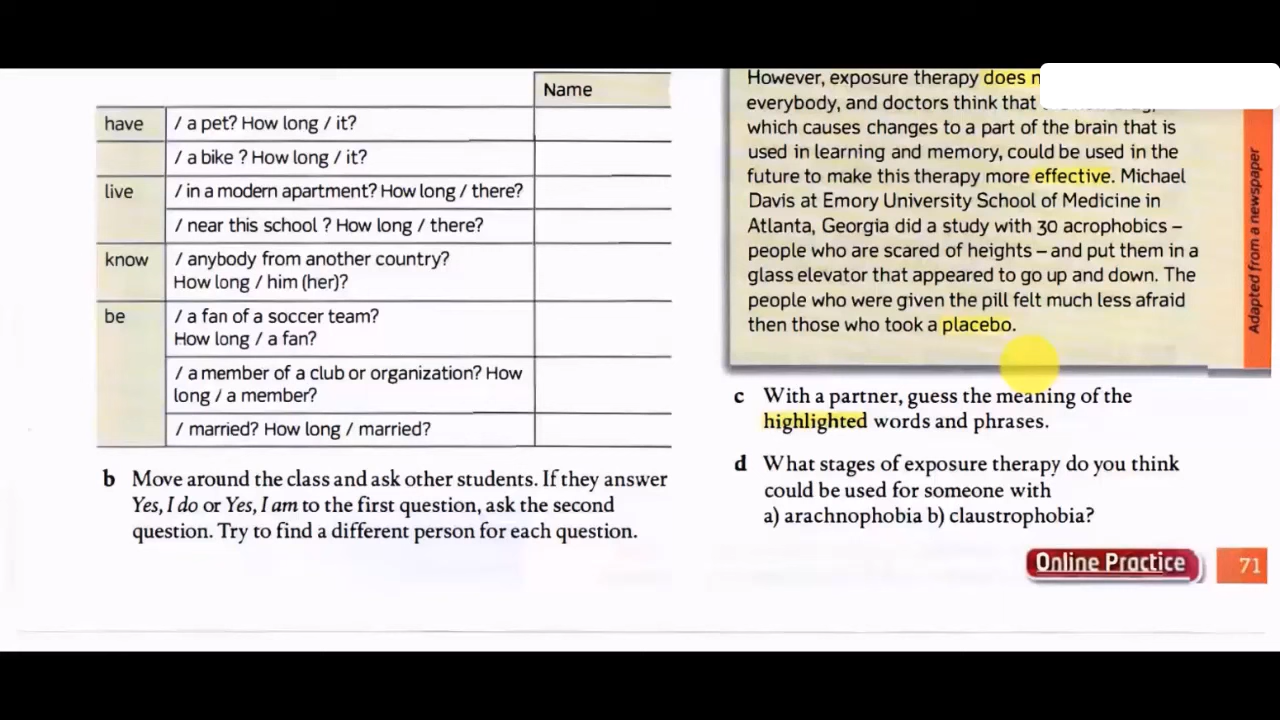 Name
have
/ a pet? How long / it?
/ a bike ? How long / it?
live
/ in a modern apartment? How long / there?
/ near this school ? How long / there?
know
/ anybody from another country?
How long / him (her)?
be
/ a fan of a soccer team?
How long / a fan?
/ a member of a club or organization? How
long / a member?
/ married? How long / married?
b Move around the class and ask other students. If they answer
Yes, I do or Yes, I am to the first question, ask the second
question. Try to find a different person for each question.
However, exposure therapy does
everybody, and doctors think that
which causes changes to a part of the brain that is
used in learning and memory, could be used in the
future to make this therapy more effective. Michael
Davis at Emory University School of Medicine in
Atlanta, Georgia did a study with 30 acrophobics –
people who are scared of heights – and put them in a
glass elevator that appeared to go up and down. The
people who were given the pill felt much less afraid
then those who took a placebo.
Adapted from a newspaper
c With a partner, guess the meaning of the
highlighted words and phrases.
d What stages of exposure therapy do you think
could be used for someone with
a) arachnophobia b) claustrophobia?
Online Practice
71